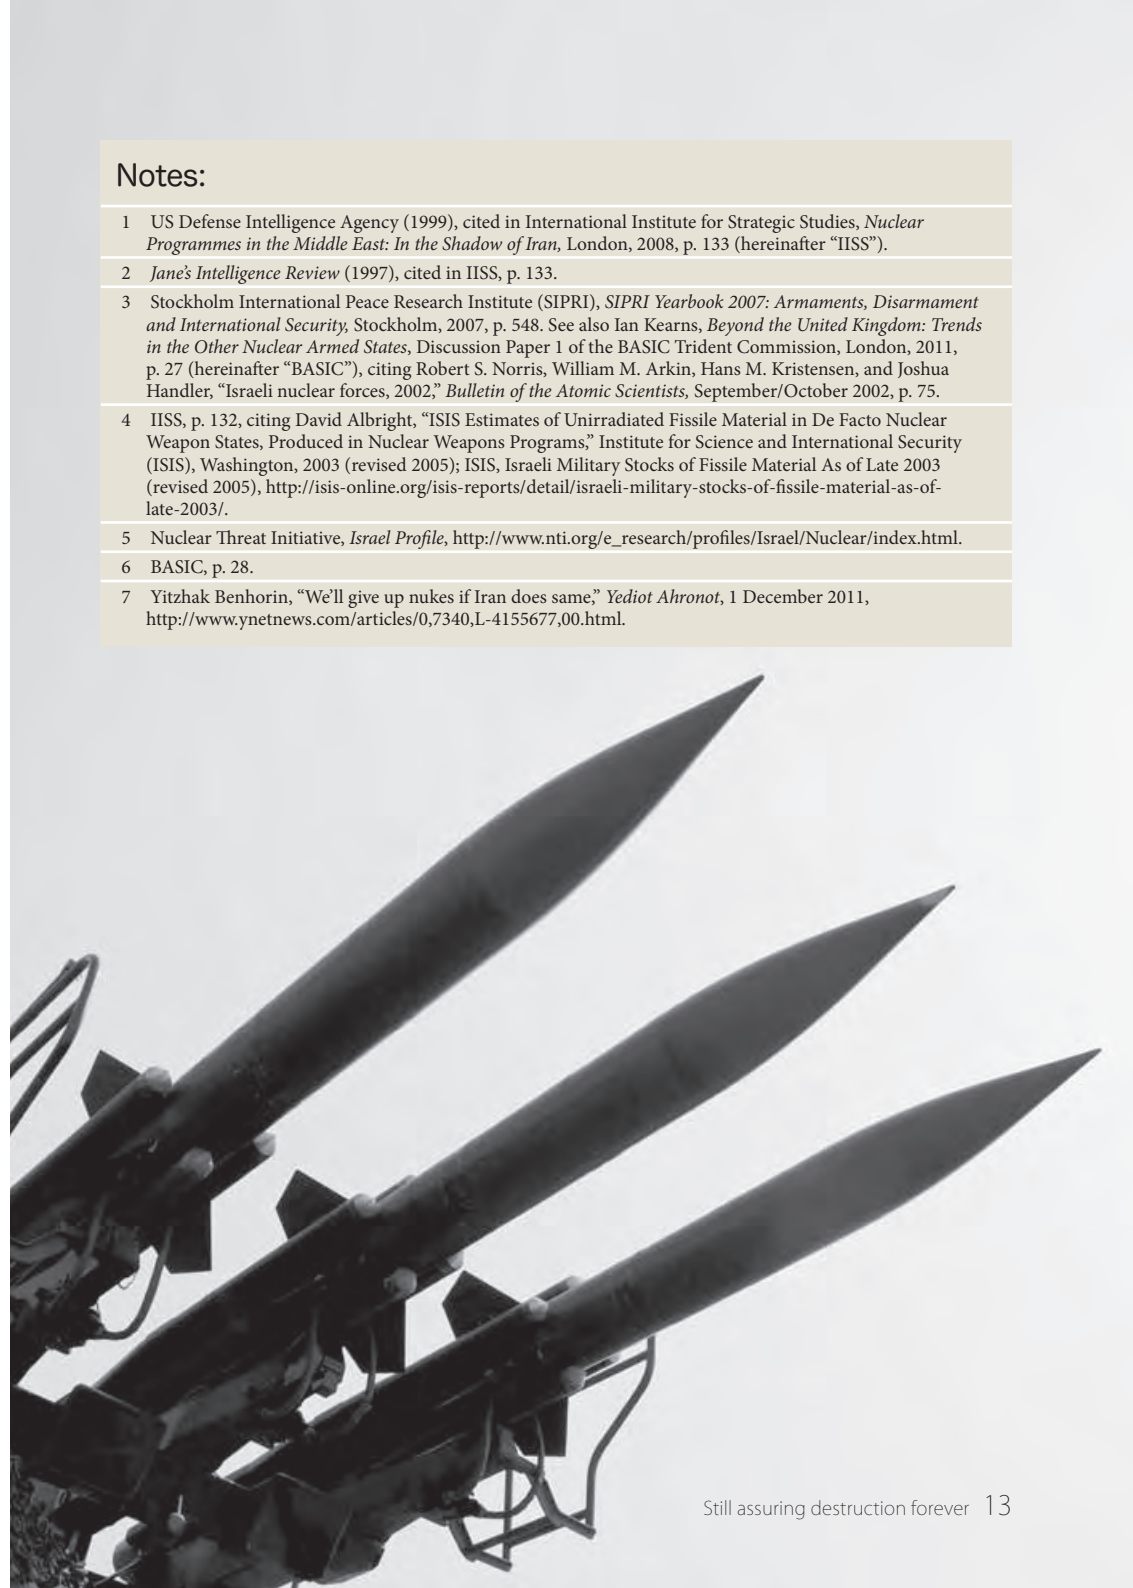 Notes:
1 US Defense Intelligence Agency (1999), cited in International Institute for Strategic Studies, Nuclear
Programmes in the Middle East: In the Shadow of Iran, London, 2008, p. 133 (hereinafter “IISS”).
2 Jane’s Intelligence Review (1997), cited in IISS, p. 133.
3 Stockholm International Peace Research Institute (SIPRI), SIPRI Yearbook 2007: Armaments, Disarmament
and International Security, Stockholm, 2007, p. 548. See also Ian Kearns, Beyond the United Kingdom: Trends
in the Other Nuclear Armed States, Discussion Paper 1 of the BASIC Trident Commission, London, 2011,
p. 27 (hereinafter “BASIC”), citing Robert S. Norris, William M. Arkin, Hans M. Kristensen, and Joshua
Handler, “Israeli nuclear forces, 2002,” Bulletin of the Atomic Scientists, September/October 2002, p. 75.
4 IISS, p. 132, citing David Albright, “ISIS Estimates of Unirradiated Fissile Material in De Facto Nuclear
Weapon States, Produced in Nuclear Weapons Programs,” Institute for Science and International Security
(ISIS), Washington, 2003 (revised 2005); ISIS, Israeli Military Stocks of Fissile Material As of Late 2003
(revised 2005), http://isis-online.org/isis-reports/detail/israeli-military-stocks-of-fissile-material-as-of-
late-2003/.
5 Nuclear Threat Initiative, Israel Profile, http://www.nti.org/e_research/profiles/Israel/Nuclear/index.html.
6 BASIC, p. 28.
7 Yitzhak Benhorin, “We’ll give up nukes if Iran does same,” Yediot Ahronot, 1 December 2011,
http://www.ynetnews.com/articles/0,7340,L-4155677,00.html.
Still assuring destruction forever 13